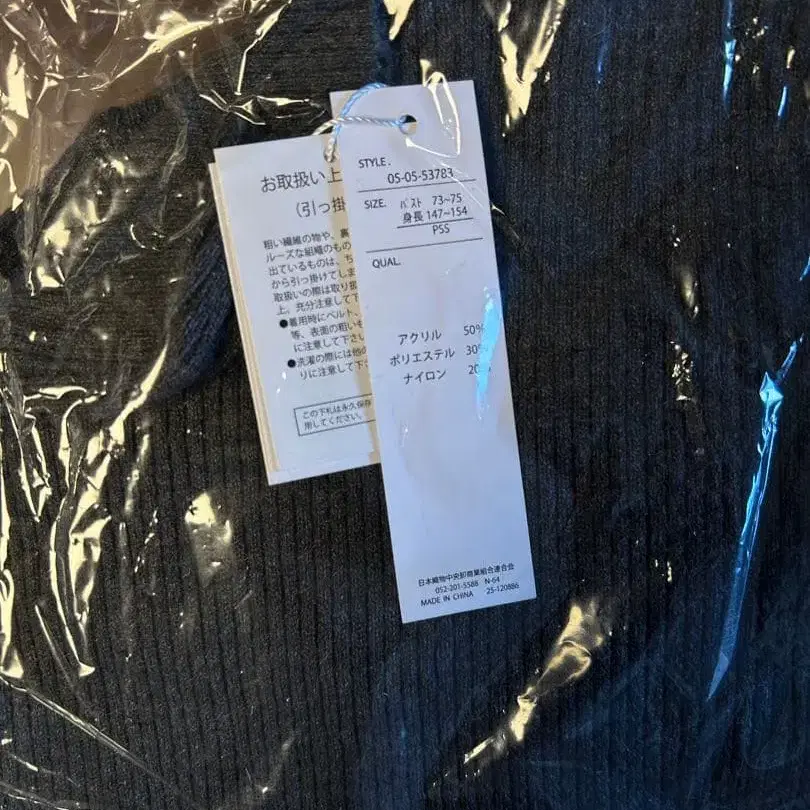 お取扱い上
(引っ掛
粗い繊維の物や、裏
ルーズな組織のもの
出ているものは、ち
から引っ掛けてしま
取扱いの際は取り扱
上、充分注意して下
●着用時にベルト、
等、表面の粗いも
に注意して下さい
●洗濯の際には他の
りに注意して下さ
この下札は永久保存
用してください。
STYLE. 05-05-53783
SIZE. バスト 73~75
身長 147~154
PSS
QUAL.
アクリル 50%
ポリエステル 30%
ナイロン 20%
日本織物中央卸商業組合連合会
052-201-5588 N-64
MADE IN CHINA 25-120886